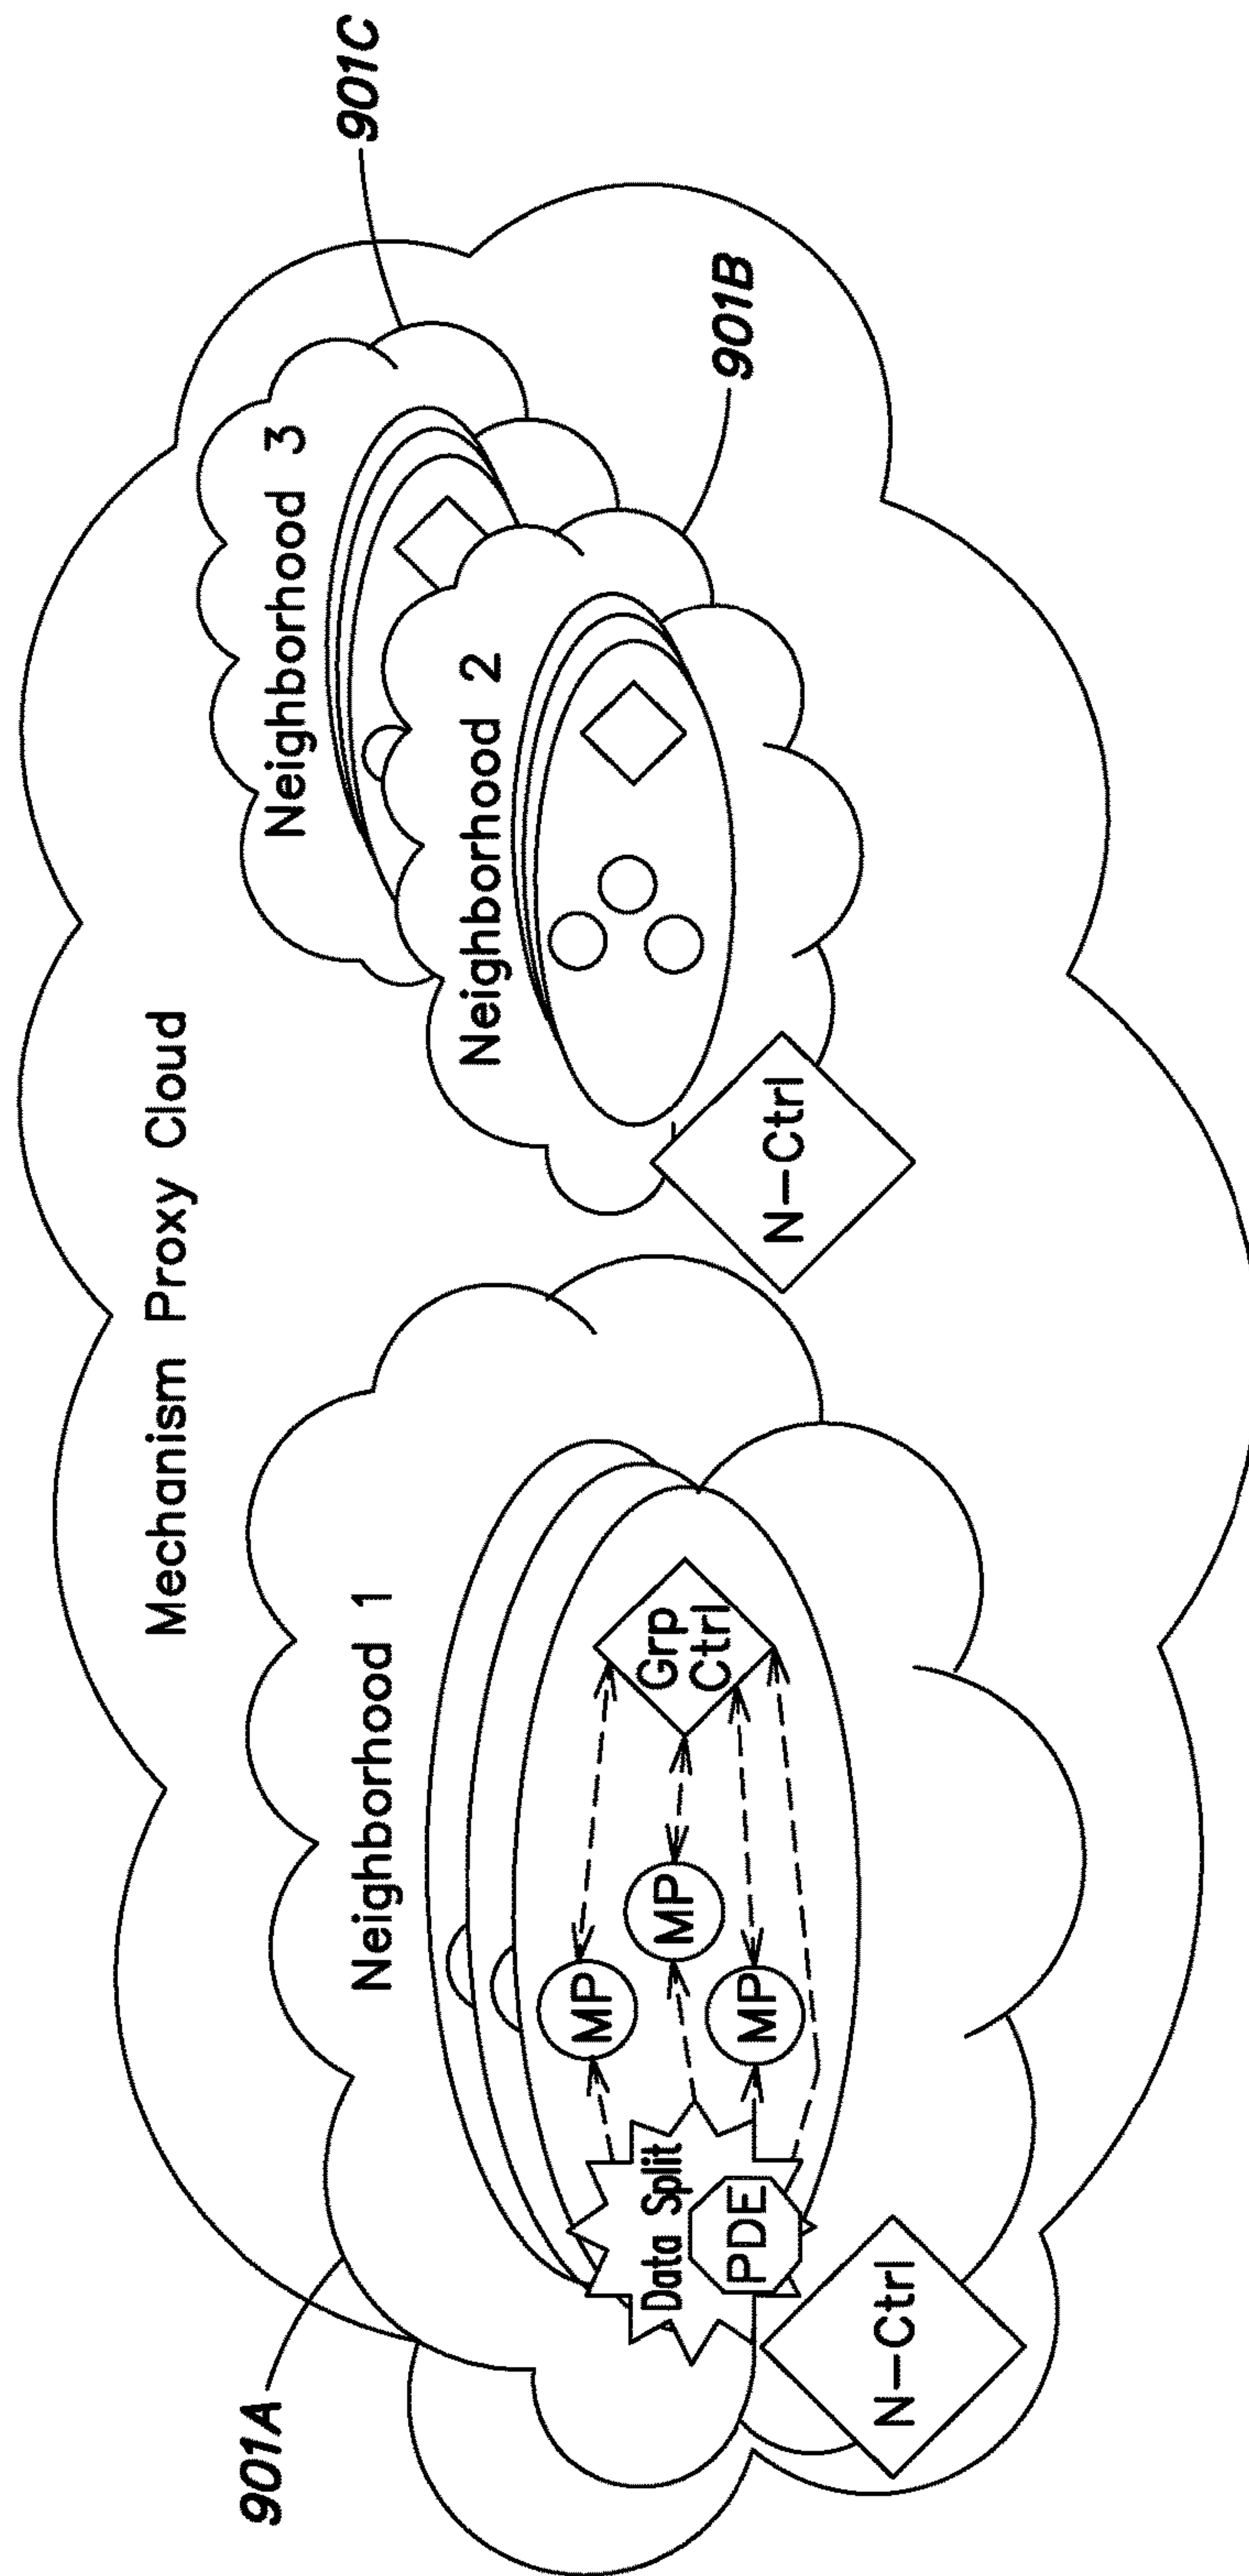 Mechanism Proxy Cloud
901C
Neighborhood 3
901B
Neighborhood 2
N-Ctrl
901A
Neighborhood 1
Grp
Ctrl
MP
MP
MP
Data Split
PDE
N-Ctrl